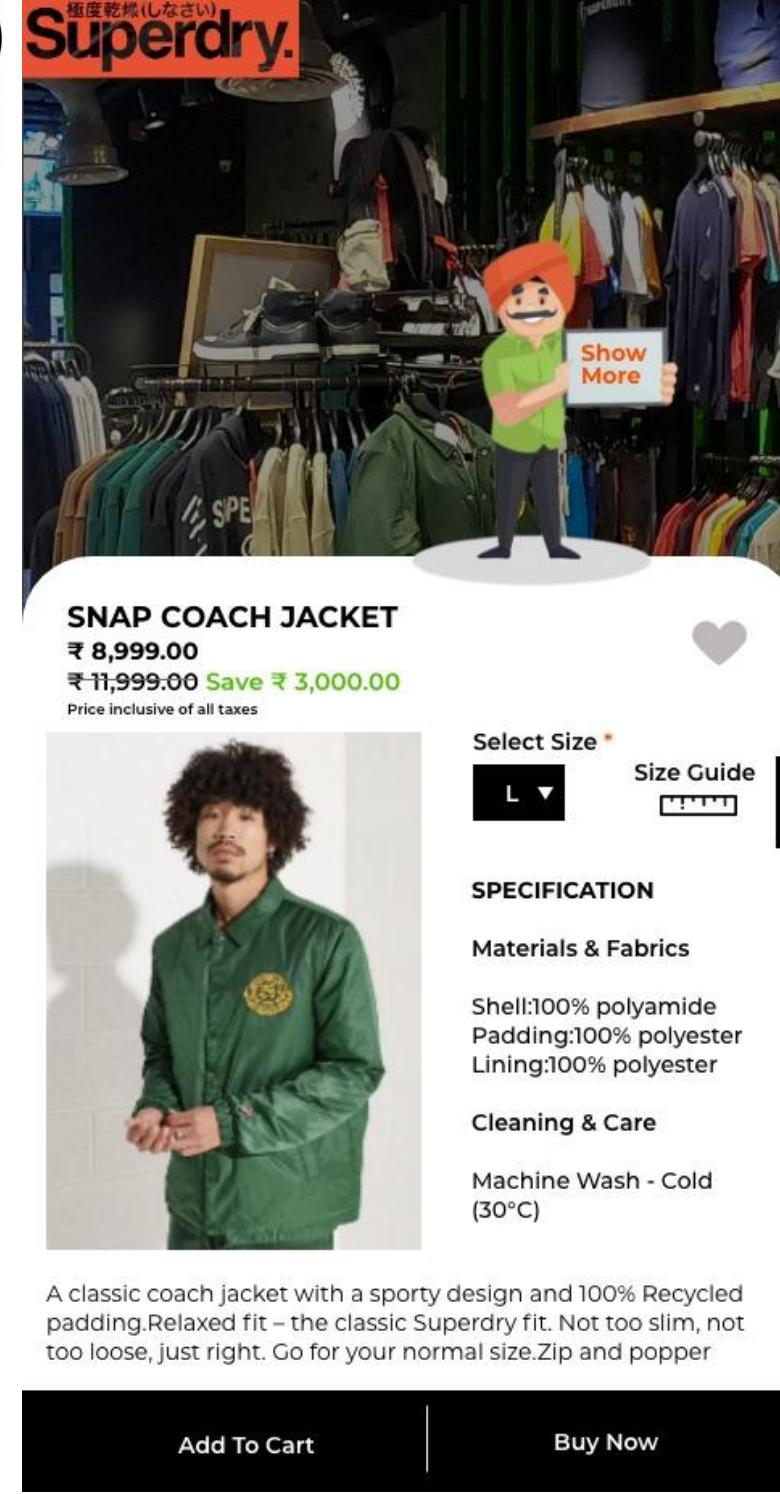 極度乾燥(しなさい)
Superdry.
SUPE
Show
More
SNAP COACH JACKET
₹ 8,999.00
₹ 11,999.00 Save ₹ 3,000.00
Price inclusive of all taxes
Select Size *
L ▼
Size Guide
SPECIFICATION
Materials & Fabrics
Shell:100% polyamide
Padding:100% polyester
Lining:100% polyester
Cleaning & Care
Machine Wash - Cold
(30°C)
A classic coach jacket with a sporty design and 100% Recycled
padding.Relaxed fit – the classic Superdry fit. Not too slim, not
too loose, just right. Go for your normal size.Zip and popper
Add To Cart
Buy Now